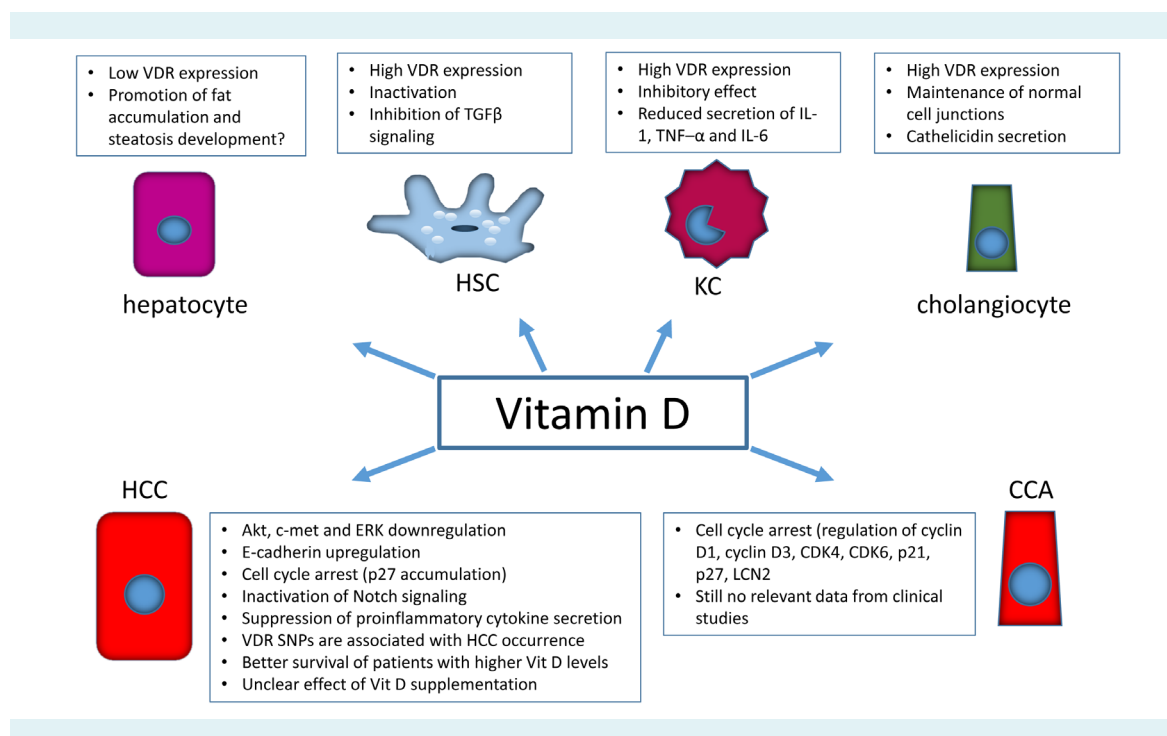 • Low VDR expression
• Promotion of fat
accumulation and
steatosis development?
• High VDR expression
• Inactivation
• Inhibition of TGFβ
signaling
• High VDR expression
• Inhibitory effect
• Reduced secretion of IL-
1, TNF–α and IL-6
• High VDR expression
• Maintenance of normal
cell junctions
• Cathelicidin secretion
hepatocyte
HSC
KC
cholangiocyte
Vitamin D
HCC
• Akt, c-met and ERK downregulation
• E-cadherin upregulation
• Cell cycle arrest (p27 accumulation)
• Inactivation of Notch signaling
• Suppression of proinflammatory cytokine secretion
• VDR SNPs are associated with HCC occurrence
• Better survival of patients with higher Vit D levels
• Unclear effect of Vit D supplementation
CCA
• Cell cycle arrest (regulation of cyclin
D1, cyclin D3, CDK4, CDK6, p21,
p27, LCN2
• Still no relevant data from clinical
studies